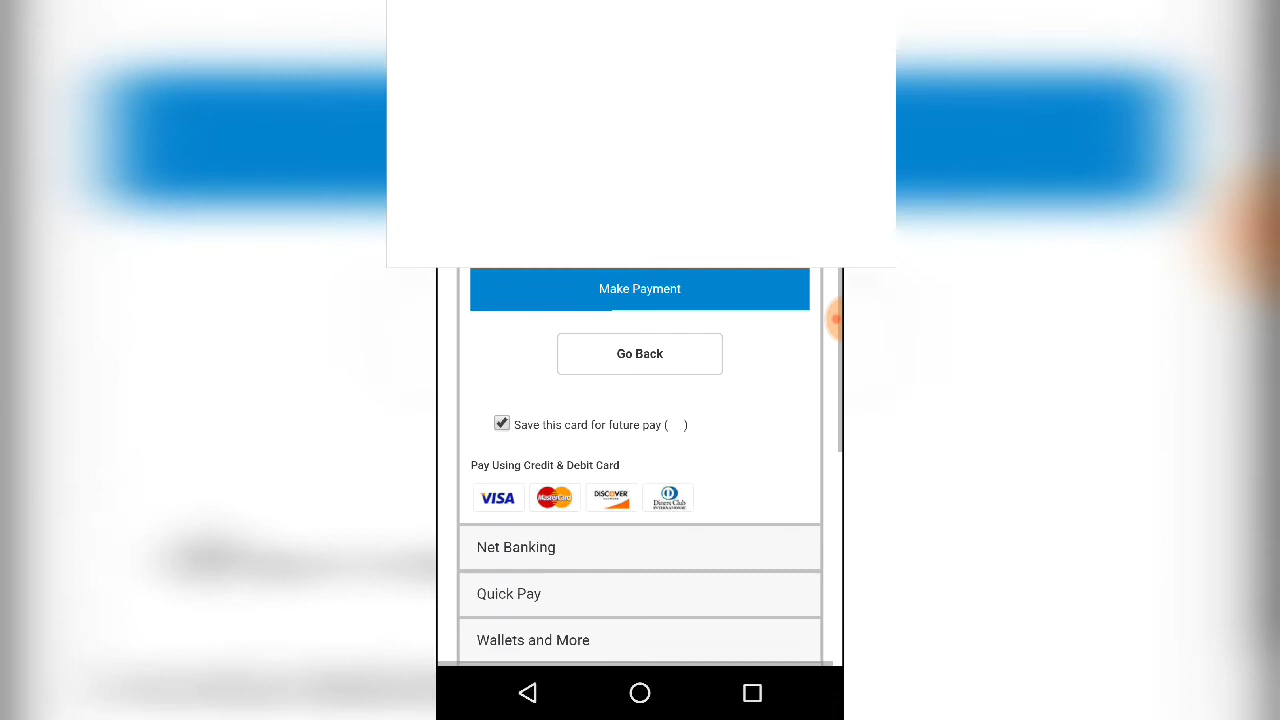 Make Payment
Go Back
Save this card for future pay ( )
Pay Using Credit & Debit Card
VISA MasterCard DISCOVER Diners Club INTERNATIONAL
Net Banking
Quick Pay
Wallets and More